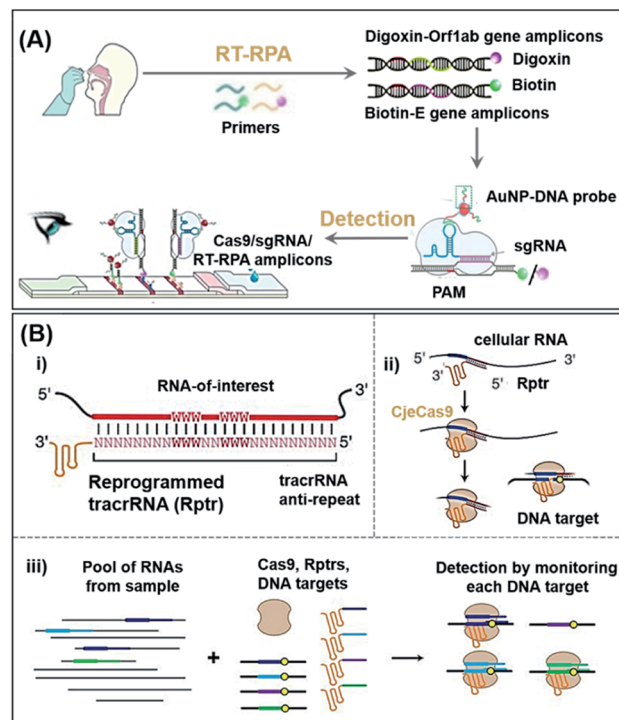 (A)
RT-RPA
Primers
Digoxin-Orf1ab gene amplicons
Digoxin
Biotin
Biotin-E gene amplicons
AuNP-DNA probe
sgRNA
PAM
Detection
Cas9/sgRNA/
RT-RPA amplicons
(B)
i)
5'
RNA-of-interest
3'
WWW WWW
3'
NNNNNNNNNNWWWNNWWWNNNNNNNNNNN
5'
Reprogrammed
tracrRNA (Rptr)
tracrRNA
anti-repeat
ii)
cellular RNA
5'
3'
3'
5'
Rptr
CjeCas9
DNA target
iii)
Pool of RNAs
from sample
+
Cas9, Rptrs,
DNA targets
Detection by monitoring
each DNA target